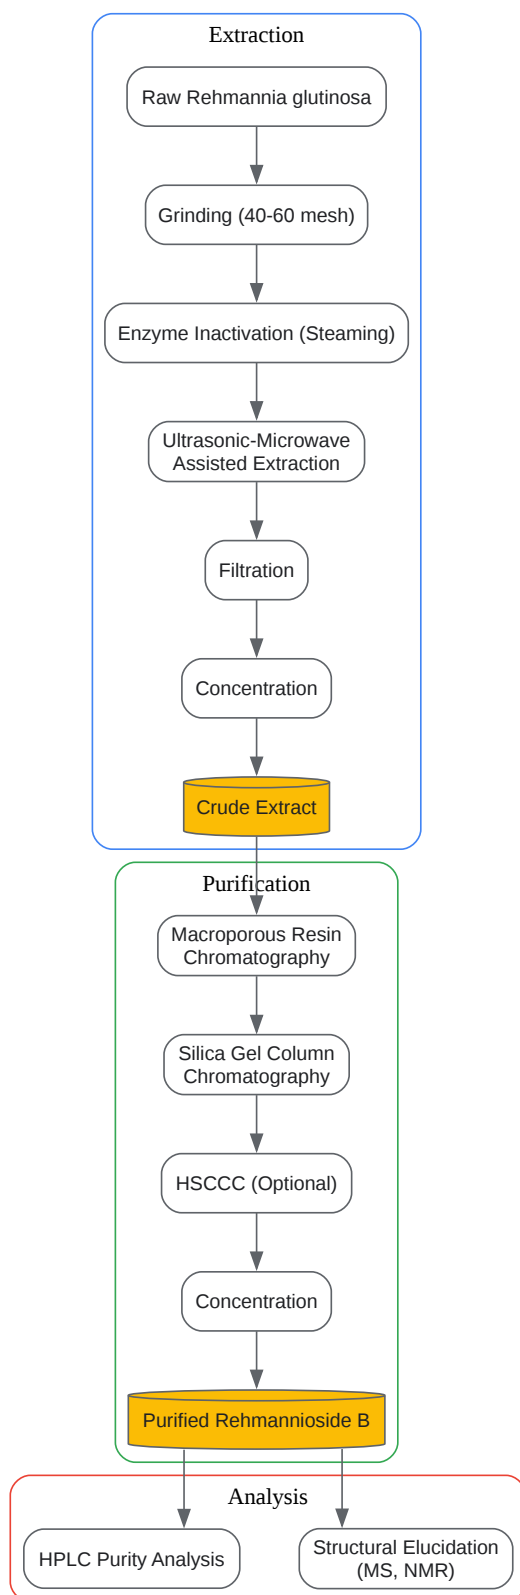 Extraction
Raw Rehmannia glutinosa
Grinding (40-60 mesh)
Enzyme Inactivation (Steaming)
Ultrasonic-Microwave
Assisted Extraction
Filtration
Concentration
Crude Extract
Purification
Macroporous Resin
Chromatography
Silica Gel Column
Chromatography
HSCCC (Optional)
Concentration
Purified Rehmannioside B
Analysis
HPLC Purity Analysis
Structural Elucidation
(MS, NMR)